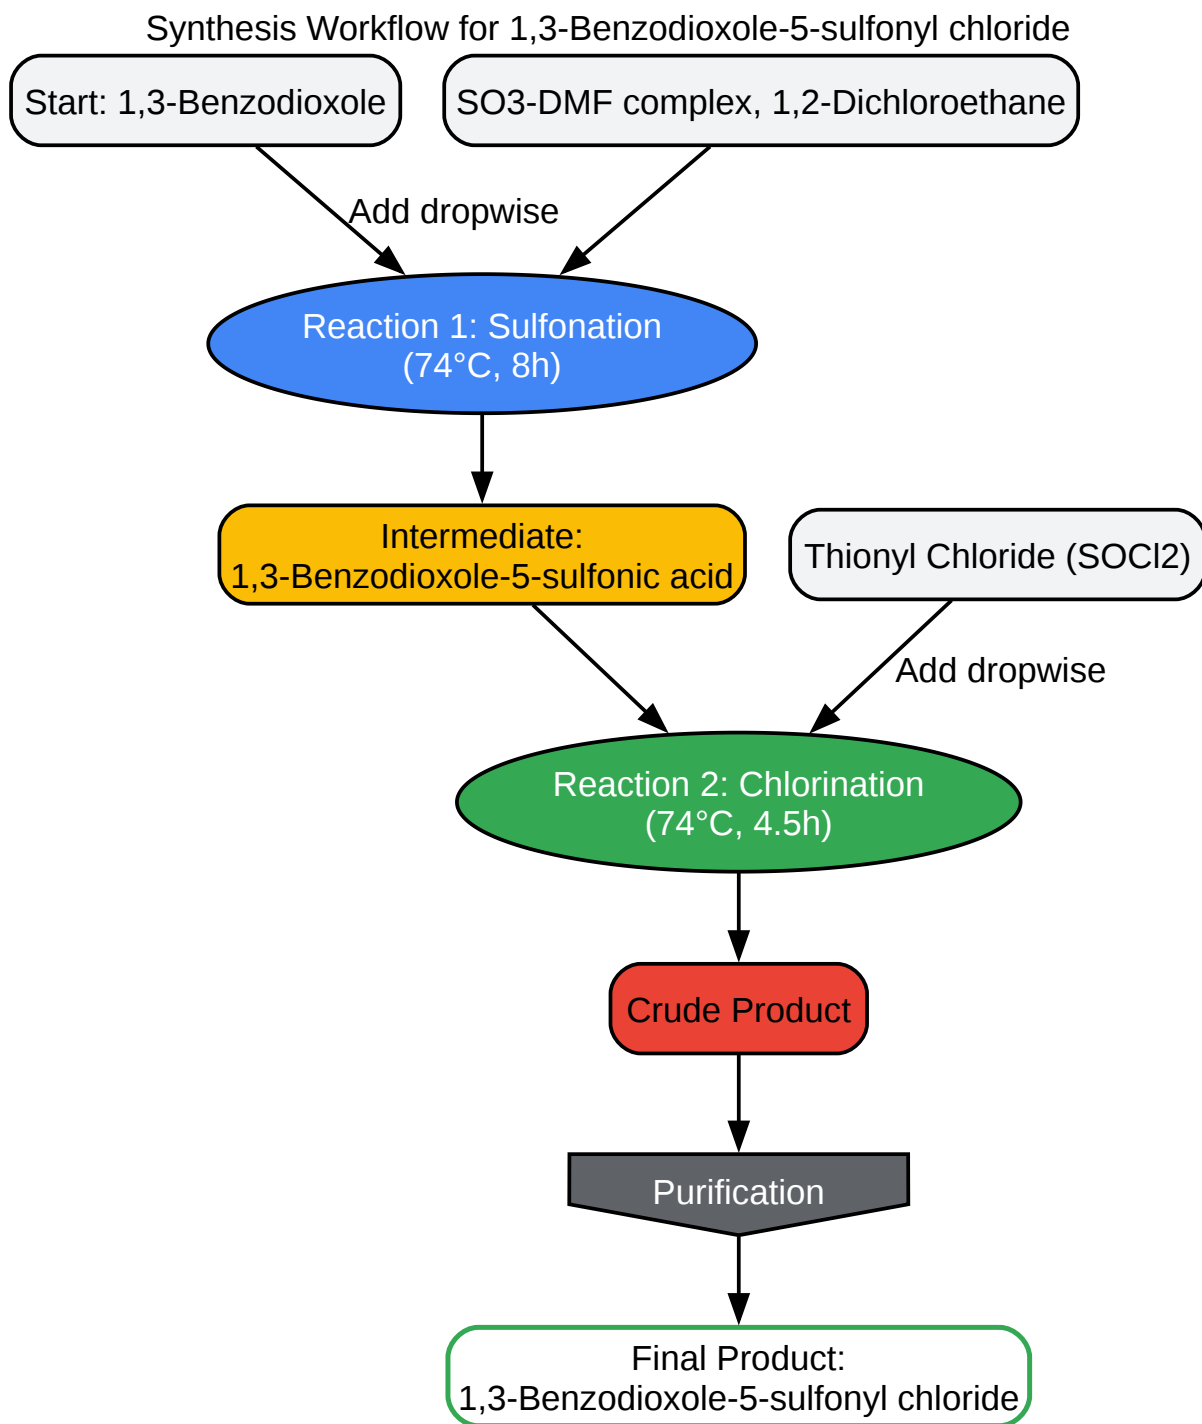 Synthesis Workflow for 1,3-Benzodioxole-5-sulfonyl chloride
Start: 1,3-Benzodioxole
SO3-DMF complex, 1,2-Dichloroethane
Add dropwise
Reaction 1: Sulfonation
(74°C, 8h)
Intermediate:
1,3-Benzodioxole-5-sulfonic acid
Thionyl Chloride (SOCl2)
Add dropwise
Reaction 2: Chlorination
(74°C, 4.5h)
Crude Product
Purification
Final Product:
1,3-Benzodioxole-5-sulfonyl chloride